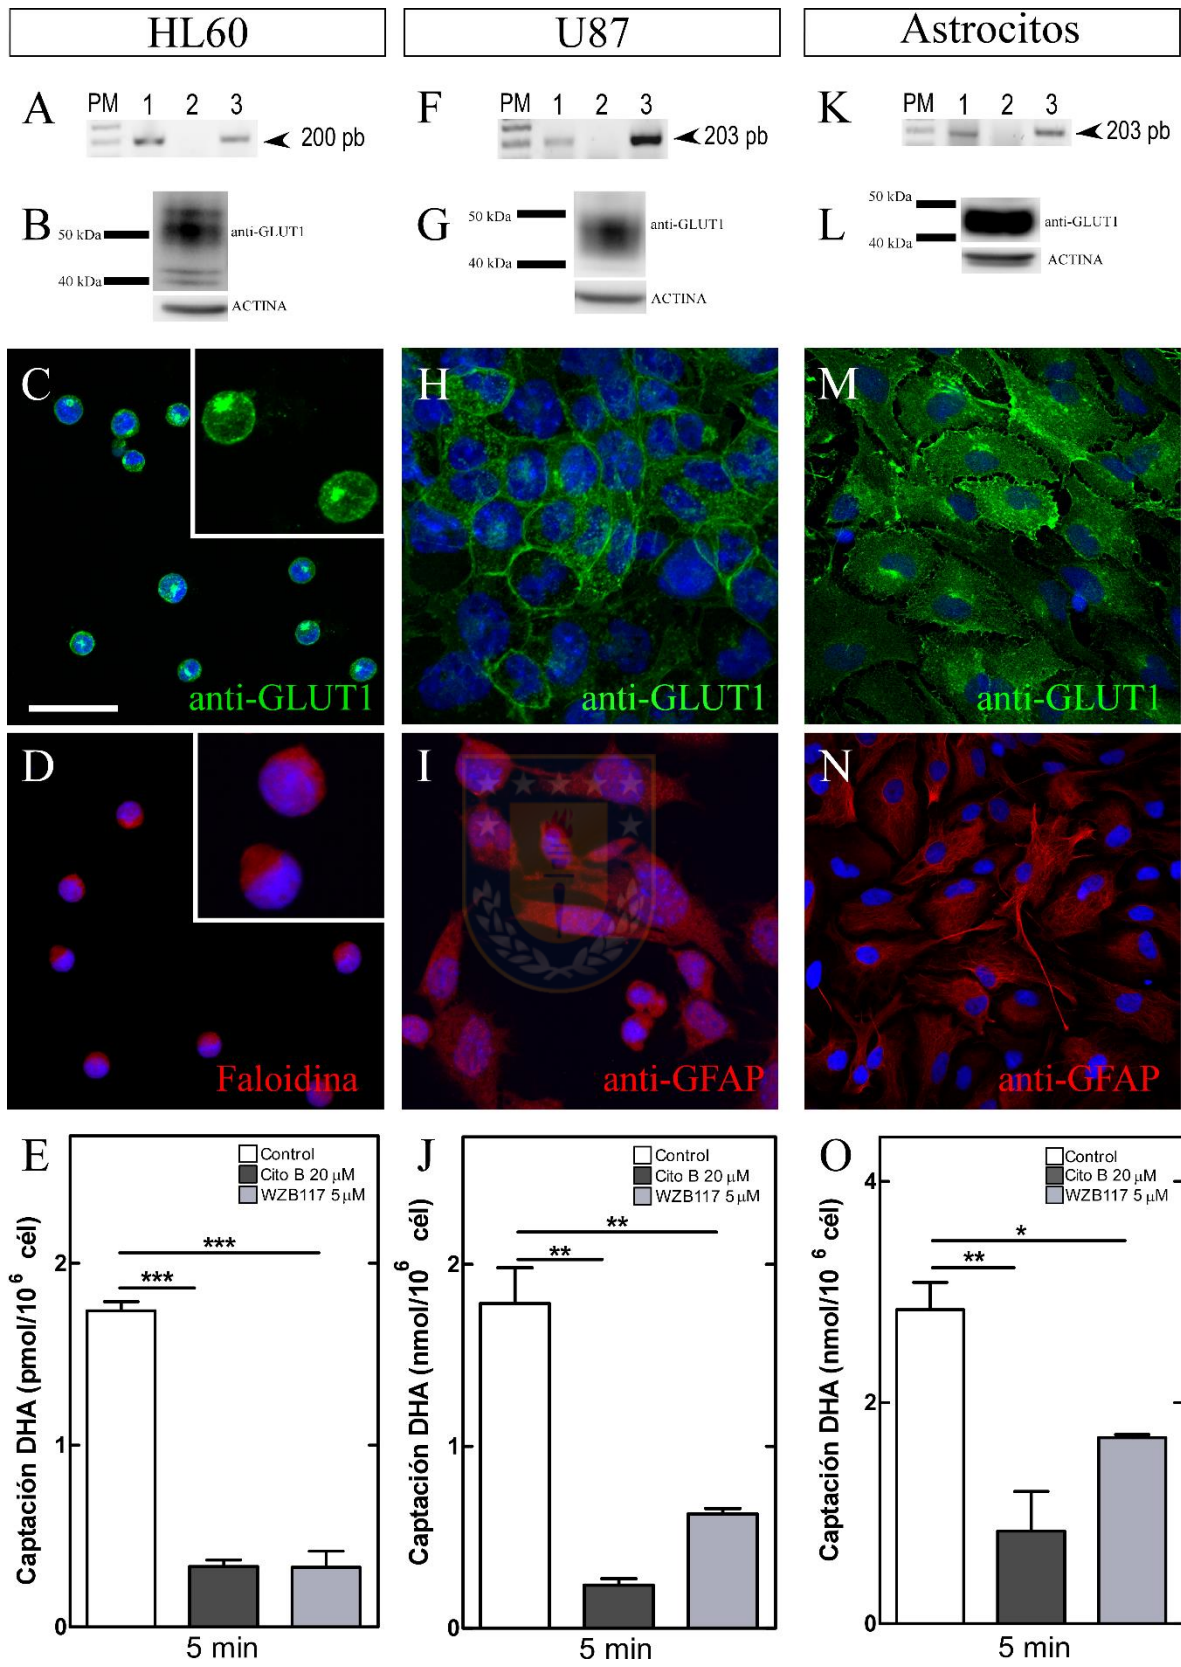 HL60
U87
Astrocitos
A
PM 1 2 3
200 pb
F
PM 1 2 3
203 pb
K
PM 1 2 3
203 pb
B
50 kDa
40 kDa
anti-GLUT1
ACTINA
G
50 kDa
40 kDa
anti-GLUT1
ACTINA
L
50 kDa
40 kDa
anti-GLUT1
ACTINA
C
anti-GLUT1
H
anti-GLUT1
M
anti-GLUT1
D
Faloidina
I
anti-GFAP
N
anti-GFAP
E
Control
Cito B 20 µM
WZB117 5 µM
Captación DHA (pmol/10⁶ cél)
2
1
0
***
***
5 min
J
Control
Cito B 20 µM
WZB117 5 µM
Captación DHA (nmol/10⁶ cél)
2
1
0
**
**
5 min
O
Control
Cito B 20 µM
WZB117 5 µM
Captación DHA (nmol/10⁶ cél)
4
2
0
*
**
5 min